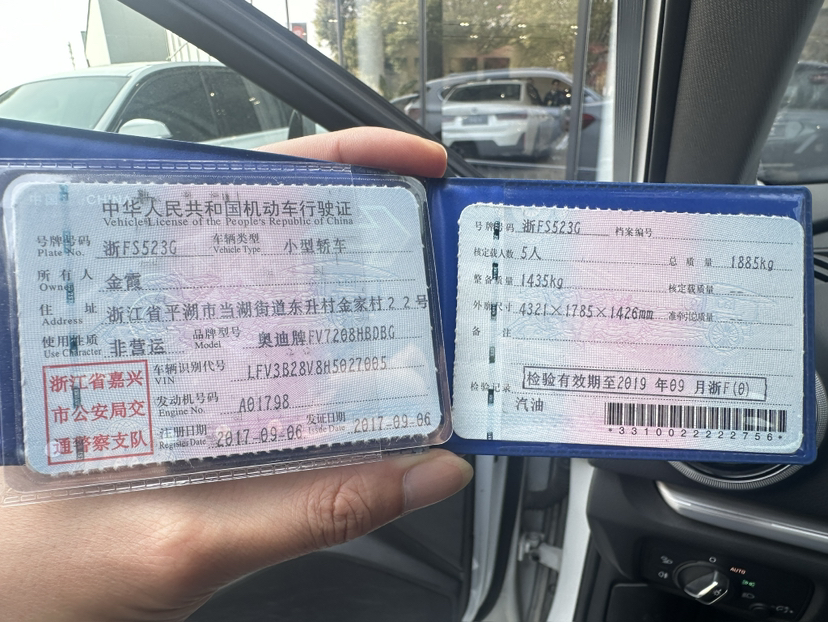 中华人民共和国机动车行驶证
Vehicle License of the People's Republic of China
号牌号码 浙FS523G 车辆类型 小型轿车
Plate No. Vehicle Type
所有人 金霞
Owner
住址 浙江省平湖市当湖街道东升村金家村22号
Address
使用性质 非营运 品牌型号 奥迪牌FV7208HBDBG
Use Character Model
浙江省嘉兴
市公安局交
通警察支队
车辆识别代号 LFV3B28V8H5027005
VIN
发动机号码 A01798
Engine No.
注册日期 2017-09-06 发证日期 2017-09-06
Register Date Issue Date
号牌号码 浙FS523G 档案编号
核定载人数 5人 总质量 1885kg
整备质量 1435kg 核定载质量
外廓尺寸 4321×1785×1426mm 准牵引总质量
备注
检验记录 检验有效期至2019年09月浙F(0)
汽油
*3310022222756*
AUTO